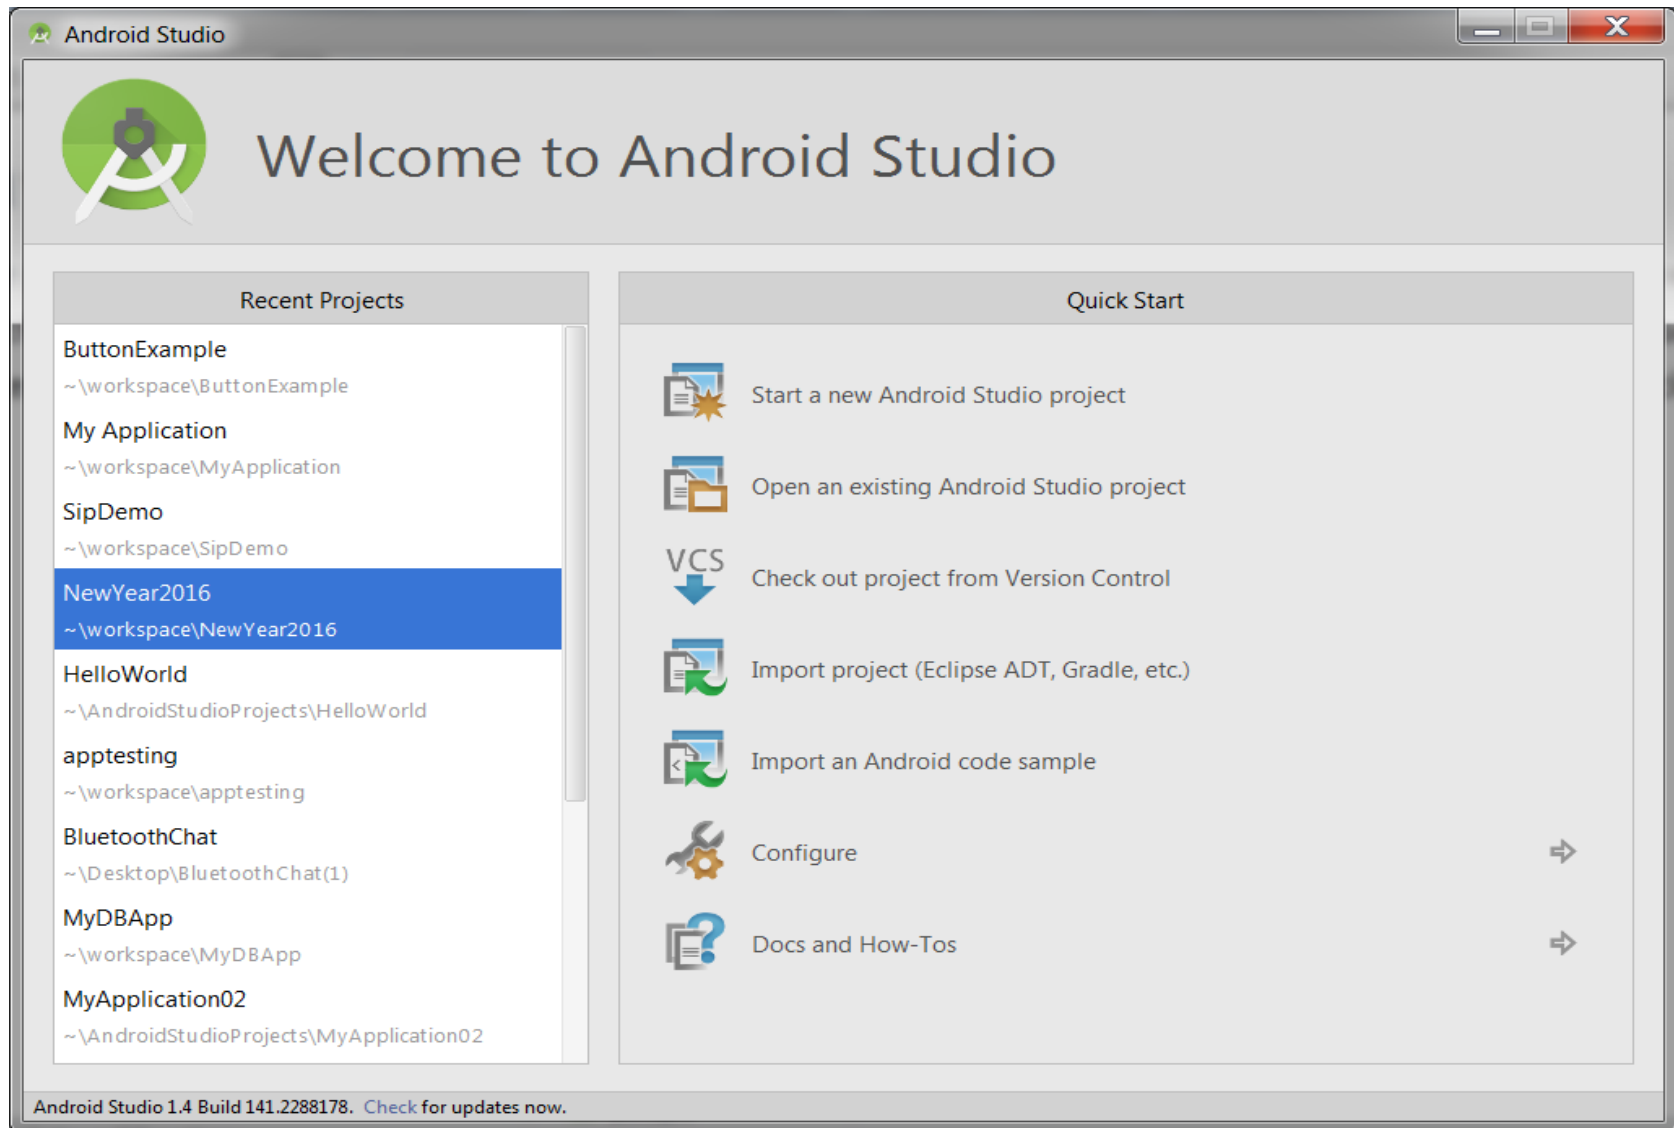 Android Studio
Welcome to Android Studio
Recent Projects
ButtonExample
~\workspace\ButtonExample
My Application
~\workspace\MyApplication
SipDemo
~\workspace\SipDemo
NewYear2016
~\workspace\NewYear2016
HelloWorld
~\AndroidStudioProjects\HelloWorld
apptesting
~\workspace\apptesting
BluetoothChat
~\Desktop\BluetoothChat(1)
MyDBApp
~\workspace\MyDBApp
MyApplication02
~\AndroidStudioProjects\MyApplication02
Quick Start
Start a new Android Studio project
Open an existing Android Studio project
VCS
Check out project from Version Control
Import project (Eclipse ADT, Gradle, etc.)
Import an Android code sample
Configure
Docs and How-Tos
Android Studio 1.4 Build 141.2288178. Check for updates now.